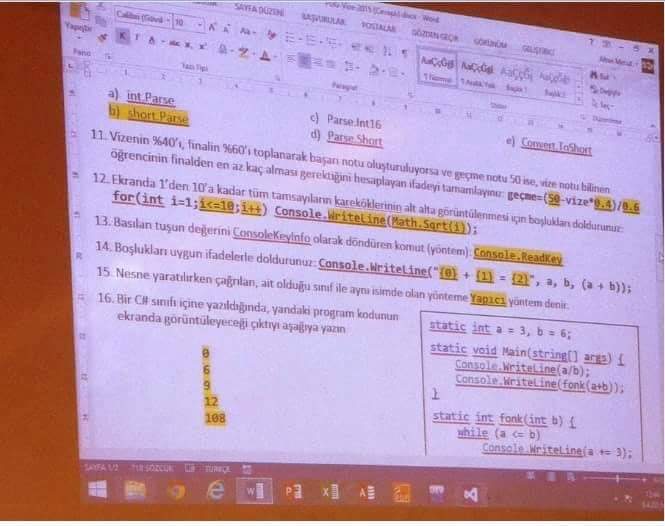 Vize-2015 (Cevap).docx - Word
SAYFA DÜZENİ BAŞVURULAR POSTALAR GÖZDEN GEÇİR GÖRÜNÜM GELİŞTİRİCİ
Calibri (Gövd 10
Yapıştır
K T A
AaÇçĞğ AaÇçĞğ AaÇçĞ AaÇçĞğ
¶ Normal ¶ Aralık Yok Başlık 1 Başlık 2
Bul
Değiştir
Seç
Pano Yazı Tipi Paragraf Stiller Düzenleme
a) int.Parse
b) short.Parse
c) Parse.Int16
d) Parse.Short
e) Convert.ToShort
11. Vizenin %40'ı, finalin %60'ı toplanarak başarı notu oluşturuluyorsa ve geçme notu 50 ise, vize notu bilinen
öğrencinin finalden en az kaç alması gerektiğini hesaplayan ifadeyi tamamlayınız: geçme=(50-vize*0.4)/0.6
12. Ekranda 1'den 10'a kadar tüm tamsayıların kareköklerinin alt alta görüntülenmesi için boşlukları doldurunuz:
for(int i=1;i<=10;i++) Console.WriteLine(Math.Sqrt(i));
13. Basılan tuşun değerini ConsoleKeyInfo olarak döndüren komut (yöntem): Console.ReadKey
14. Boşlukları uygun ifadelerle doldurunuz: Console.WriteLine("{0} + {1} = {2}", a, b, (a + b));
15. Nesne yaratılırken çağrılan, ait olduğu sınıf ile aynı isimde olan yönteme Yapıcı yöntem denir.
16. Bir C# sınıfı içine yazıldığında, yandaki program kodunun
ekranda görüntüleyeceği çıktıyı aşağıya yazın
0
6
9
12
108
static int a = 3, b = 6;
static void Main(string[] args) {
Console.WriteLine(a/b);
Console.WriteLine(fonk(a+b));
}
static int fonk(int b) {
while (a <= b)
Console.WriteLine(a += 3);
SAYFA 1/2 718 SÖZCÜK TÜRKÇE